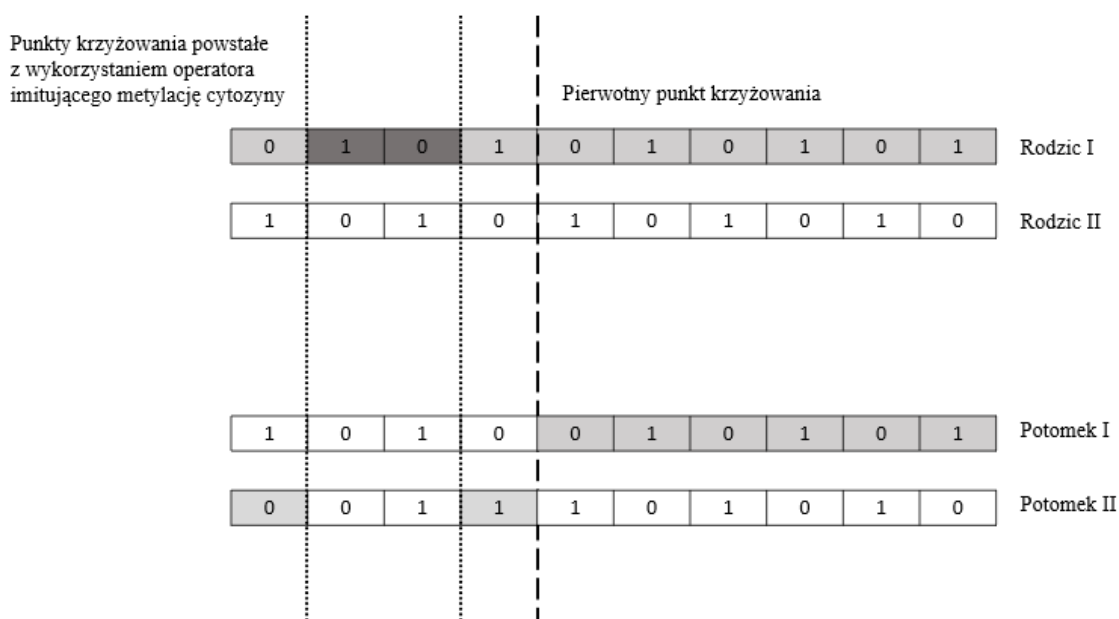 Punkty krzyżowania powstałe
z wykorzystaniem operatora
imitującego metylację cytozyny
Pierwotny punkt krzyżowania
0 1 0 1 0 1 0 1 0 1 Rodzic I
1 0 1 0 1 0 1 0 1 0 Rodzic II
1 0 1 0 0 1 0 1 0 1 Potomek I
0 0 1 1 1 0 1 0 1 0 Potomek II